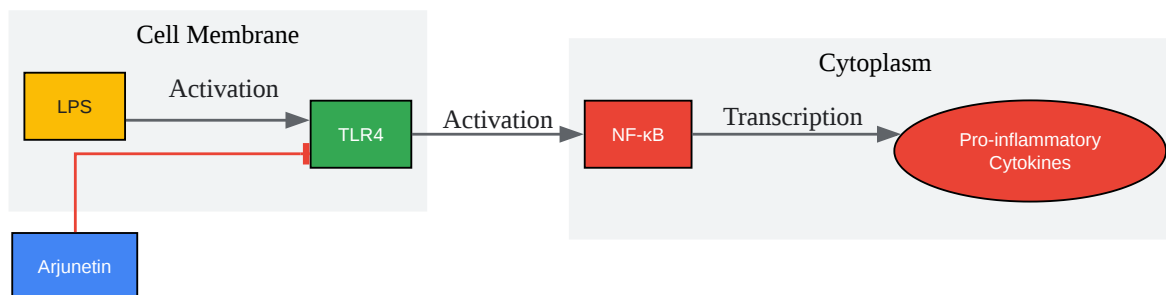 Cell Membrane
LPS
Activation
TLR4
Arjunetin
Activation
Cytoplasm
NF-κB
Transcription
Pro-inflammatory
Cytokines